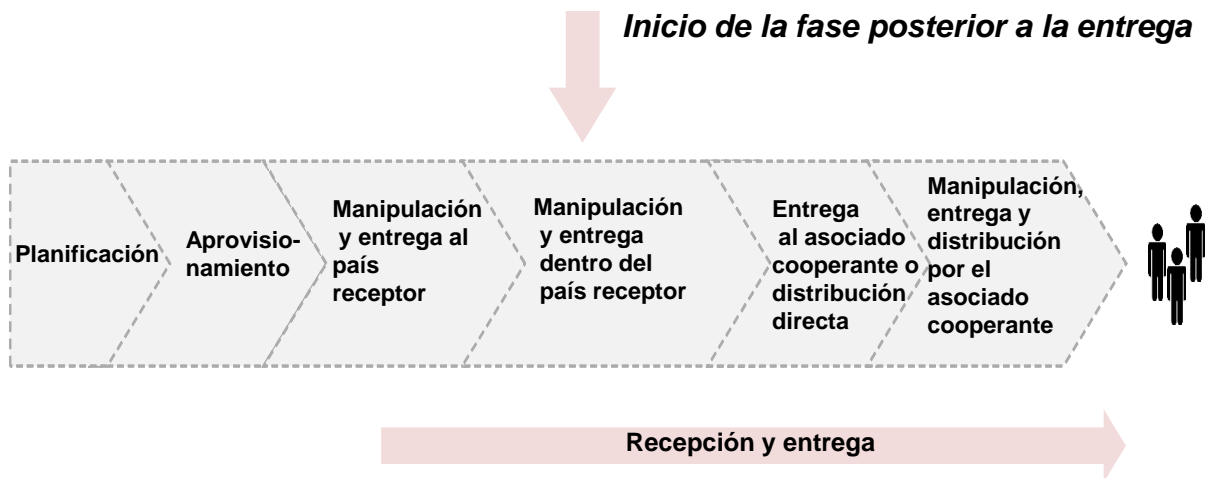 Inicio de la fase posterior a la entrega
Planificación
Aprovisio-
namiento
Manipulación
y entrega al
país
receptor
Manipulación
y entrega
dentro del
país receptor
Entrega
al asociado
cooperante o
distribución
directa
Manipulación,
entrega y
distribución
por el
asociado
cooperante
Recepción y entrega